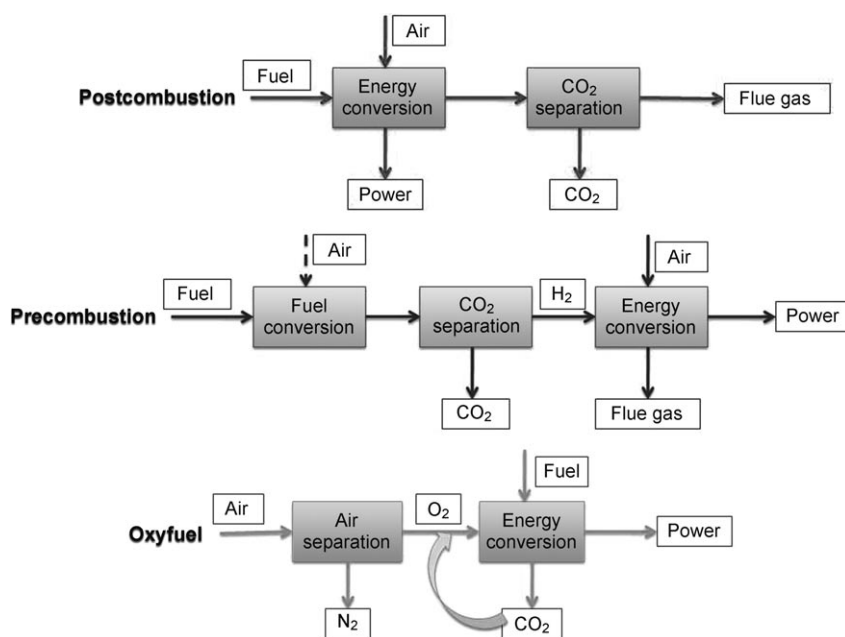 Air
Fuel
Postcombustion
Energy
conversion
CO₂
separation
Flue gas
Power
CO₂
Air
Fuel
Precombustion
Fuel
conversion
CO₂
separation
H₂
Air
Energy
conversion
Power
CO₂
Flue gas
Fuel
Air
Oxyfuel
Air
separation
O₂
Energy
conversion
Power
N₂
CO₂